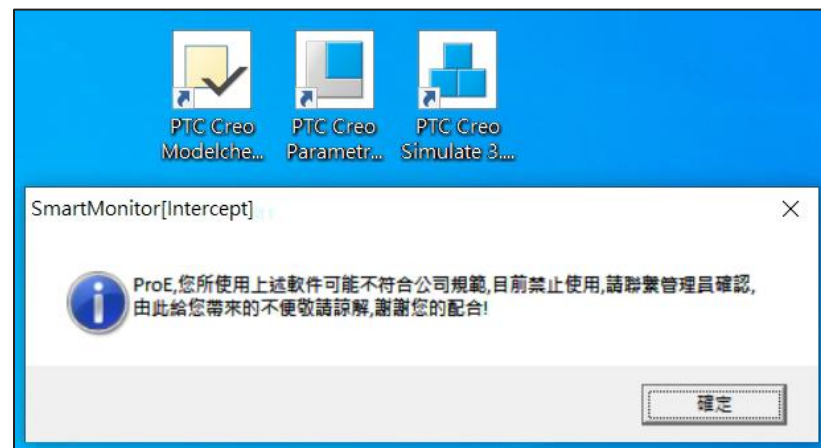 PTC Creo
Modelche...
PTC Creo
Parametr...
PTC Creo
Simulate 3....
SmartMonitor[Intercept]
ProE,您所使用上述軟件可能不符合公司規範,目前禁止使用,請聯繫管理員確認,
由此給您帶來的不便敬請諒解,謝謝您的配合!
確定